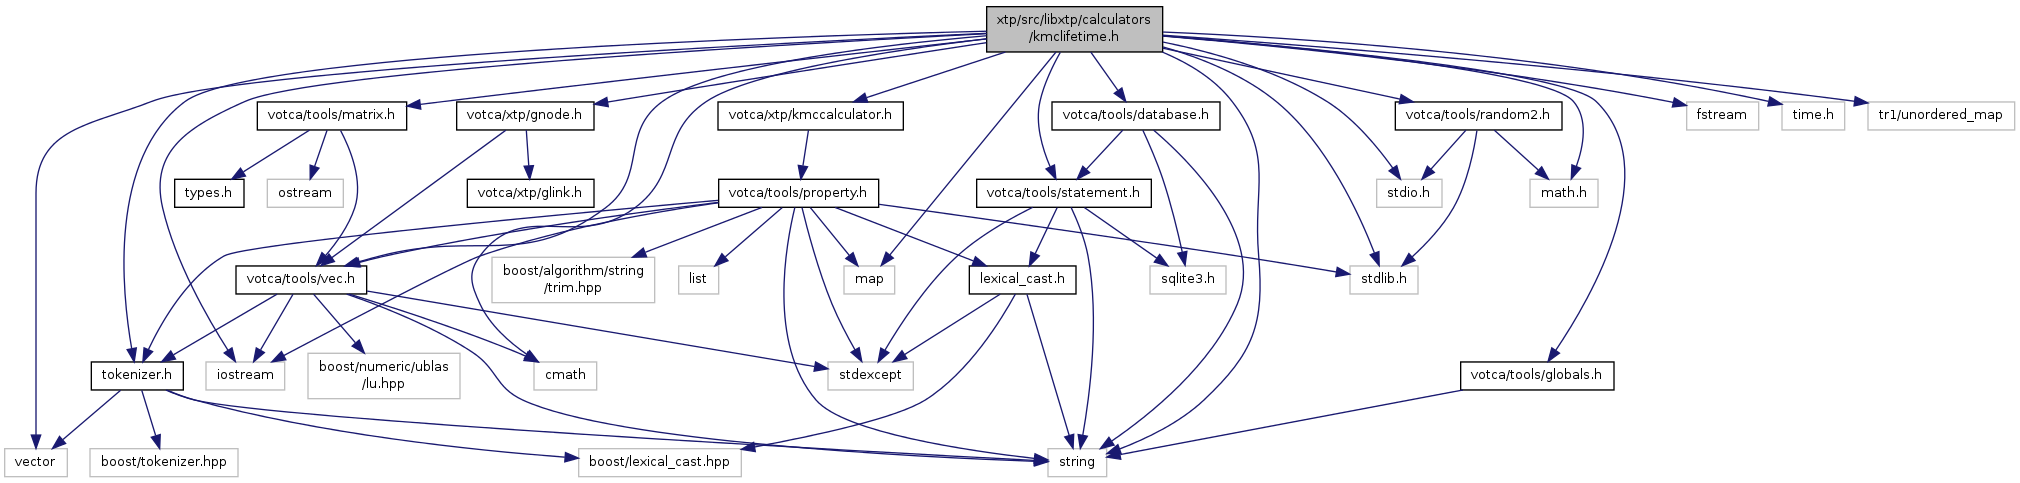 xtp/src/libxtp/calculators
/kmclifetime.h
votca/tools/matrix.h
votca/xtp/gnode.h
votca/xtp/kmccalculator.h
votca/tools/database.h
votca/tools/random2.h
fstream
time.h
tr1/unordered_map
types.h
ostream
votca/xtp/glink.h
votca/tools/property.h
votca/tools/statement.h
stdio.h
math.h
votca/tools/vec.h
boost/algorithm/string
/trim.hpp
list
map
lexical_cast.h
sqlite3.h
stdlib.h
tokenizer.h
iostream
boost/numeric/ublas
/lu.hpp
cmath
stdexcept
votca/tools/globals.h
vector
boost/tokenizer.hpp
boost/lexical_cast.hpp
string